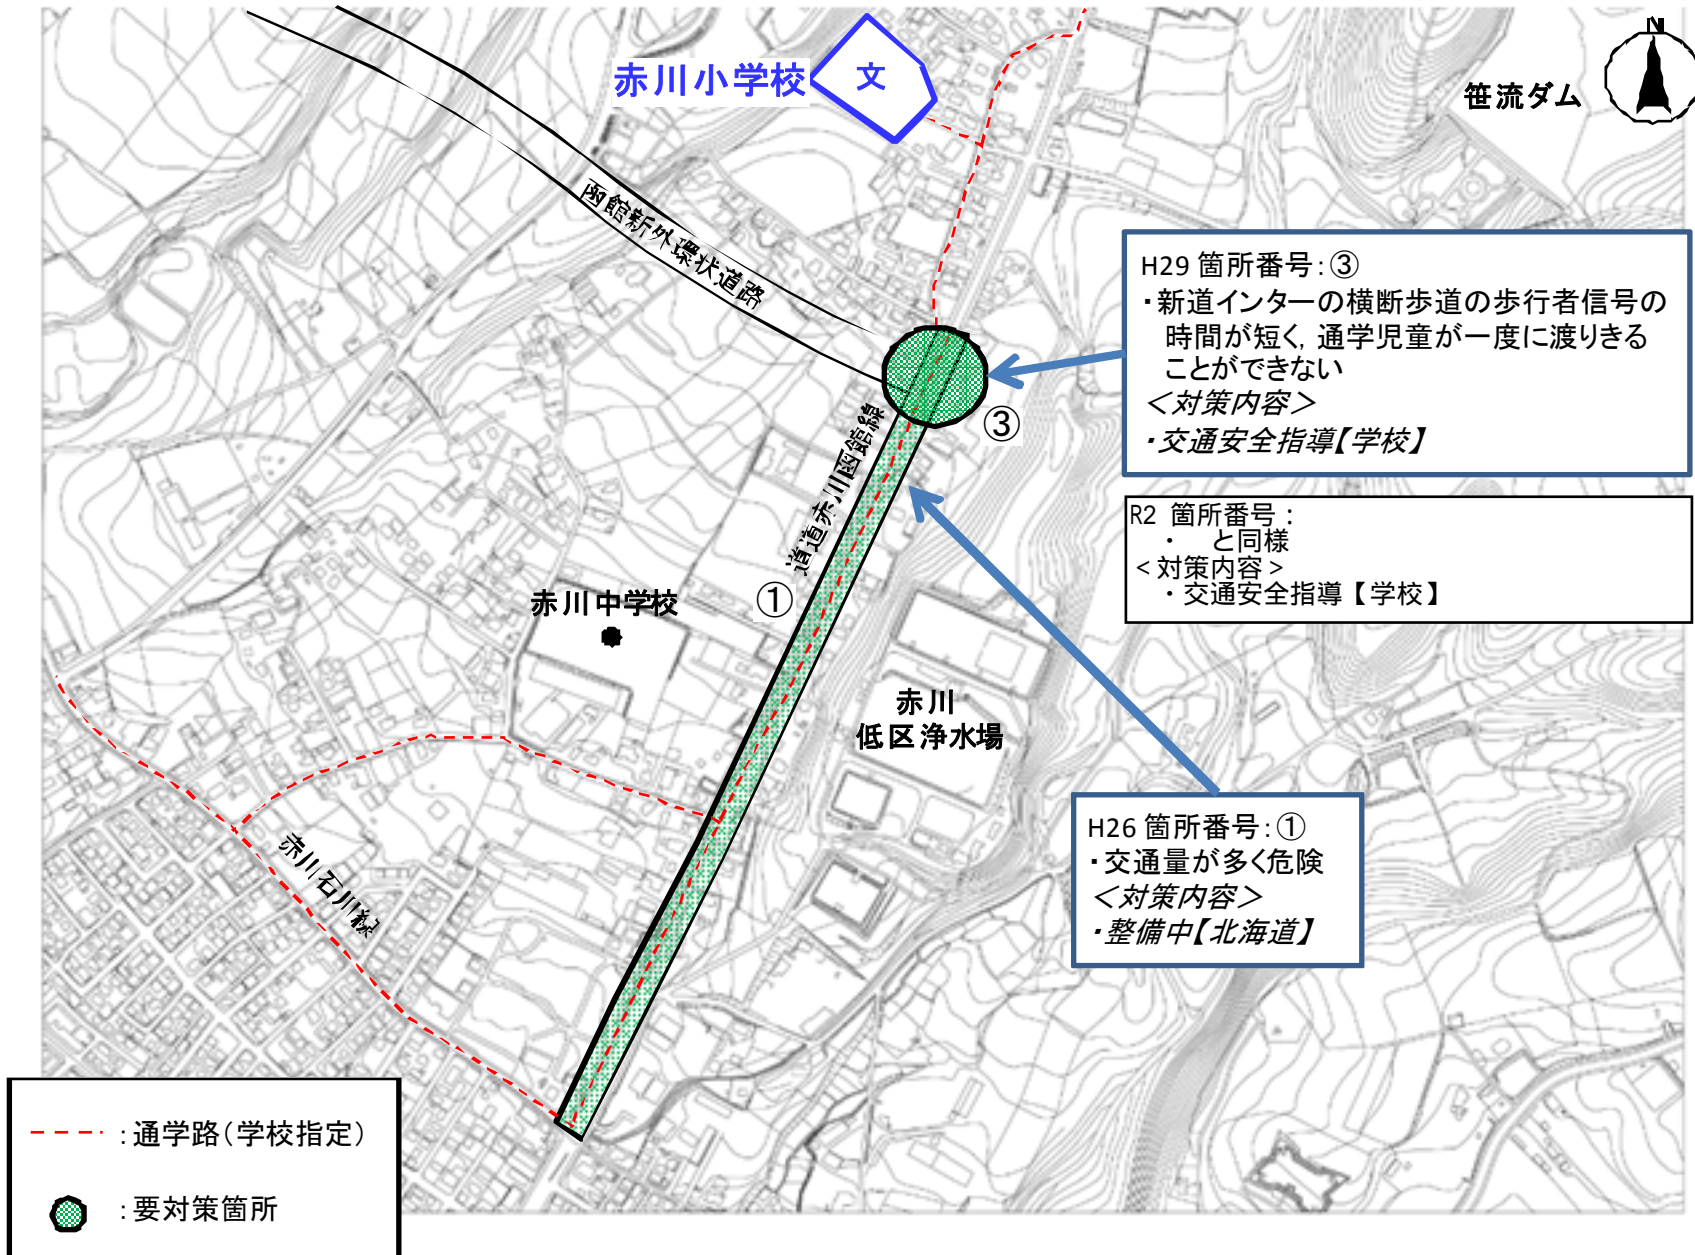 赤川小学校
文
N
笹流ダム
函館新外環状道路
H29 箇所番号:③
・新道インターの横断歩道の歩行者信号の
時間が短く,通学児童が一度に渡りきる
ことができない
＜対策内容＞
・交通安全指導【学校】
③
道道赤川函館線
R2 箇所番号:
・ と同様
<対策内容>
・交通安全指導【学校】
①
赤川中学校
赤川
低区浄水場
H26 箇所番号:①
・交通量が多く危険
＜対策内容＞
・整備中【北海道】
赤川石川線
:通学路(学校指定)
:要対策箇所